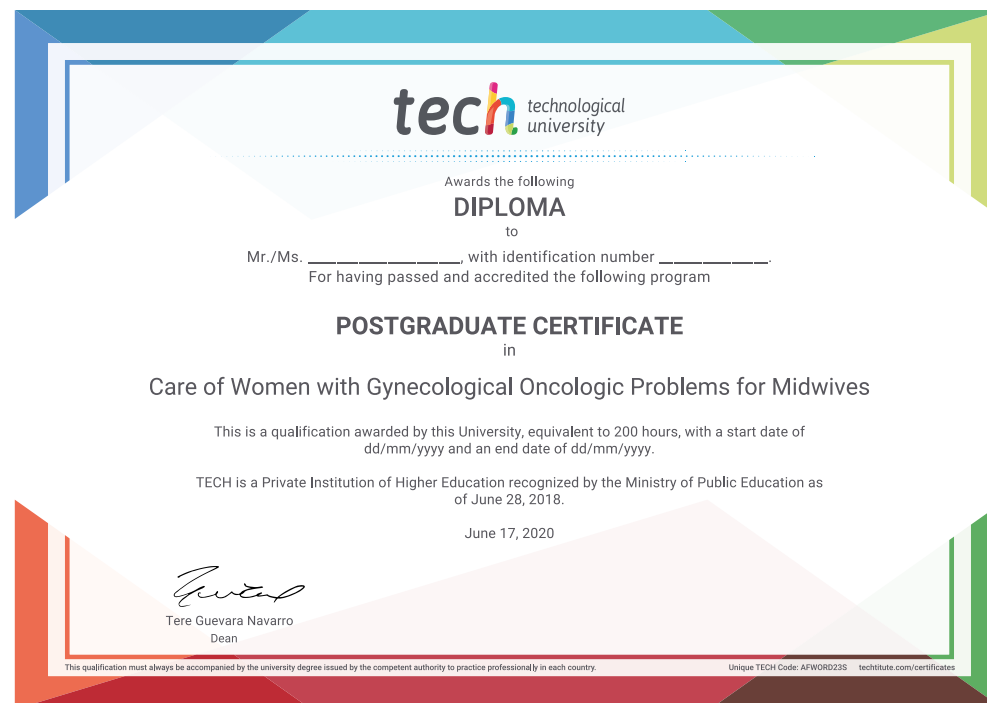 tech technological
university
Awards the following
DIPLOMA
to
Mr./Ms. ____________________, with identification number ______________.
For having passed and accredited the following program
POSTGRADUATE CERTIFICATE
in
Care of Women with Gynecological Oncologic Problems for Midwives
This is a qualification awarded by this University, equivalent to 200 hours, with a start date of
dd/mm/yyyy and an end date of dd/mm/yyyy.
TECH is a Private Institution of Higher Education recognized by the Ministry of Public Education as
of June 28, 2018.
June 17, 2020
Tere Guevara Navarro
Dean
This qualification must always be accompanied by the university degree issued by the competent authority to practice professionally in each country.
Unique TECH Code: AFWORD23S techtitute.com/certificates